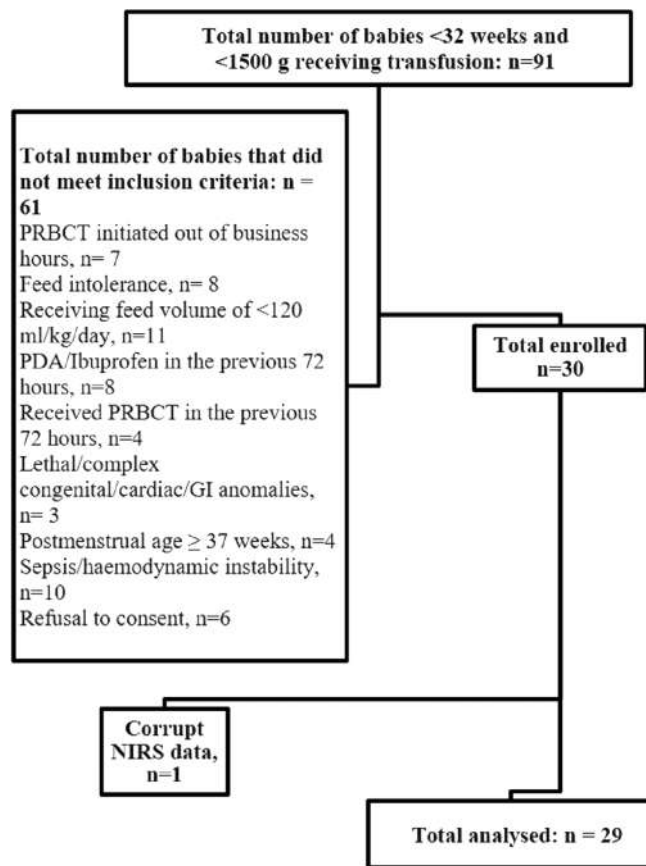 Total number of babies <32 weeks and
<1500 g receiving transfusion: n=91
Total number of babies that did
not meet inclusion criteria: n =
61
PRBCT initiated out of business
hours, n= 7
Feed intolerance, n= 8
Receiving feed volume of <120
ml/kg/day, n=11
PDA/Ibuprofen in the previous 72
hours, n=8
Received PRBCT in the previous
72 hours, n=4
Lethal/complex
congenital/cardiac/GI anomalies,
n= 3
Postmenstrual age ≥ 37 weeks, n=4
Sepsis/haemodynamic instability,
n=10
Refusal to consent, n=6
Total enrolled
n=30
Corrupt
NIRS data,
n=1
Total analysed: n = 29